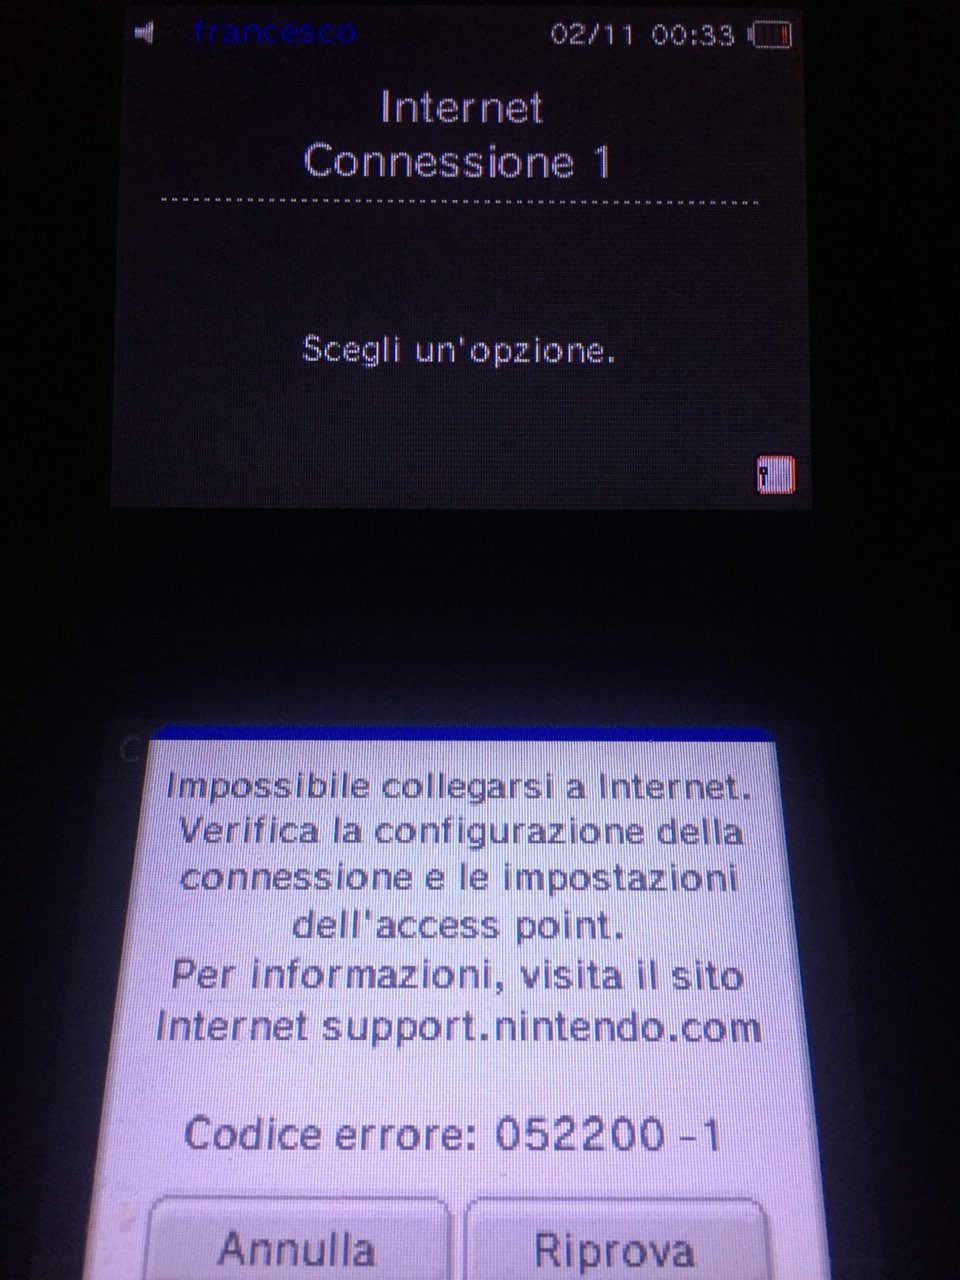 francesco
02/11 00:33
Internet
Connessione 1
Scegli un'opzione.
Impossibile collegarsi a Internet.
Verifica la configurazione della
connessione e le impostazioni
dell'access point.
Per informazioni, visita il sito
Internet support.nintendo.com
Codice errore: 052200 -1
Annulla
Riprova